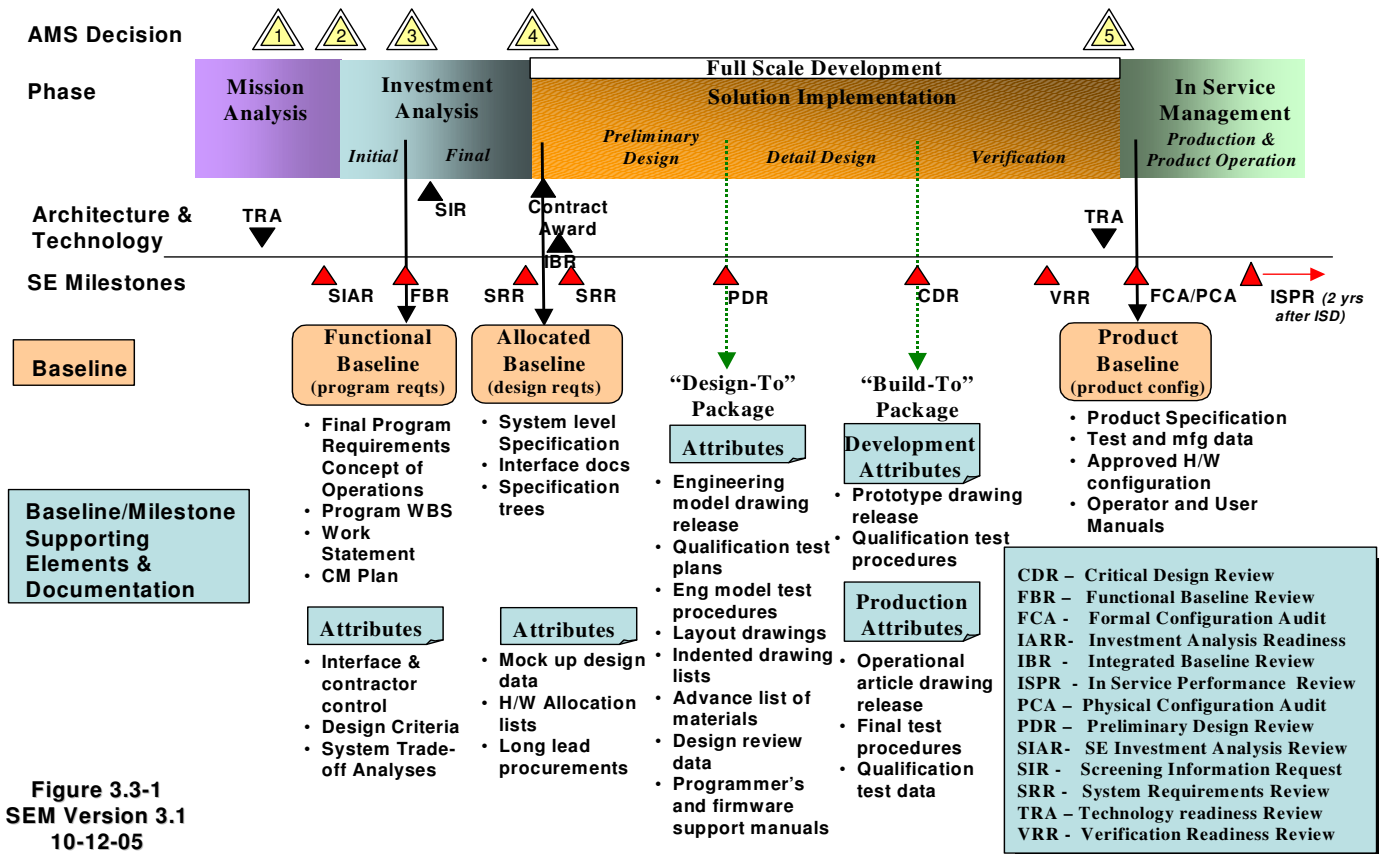 AMS Decision
1
2
3
4
5
Phase
Mission
Analysis
Investment
Analysis
Initial
Final
Full Scale Development
Solution Implementation
Preliminary
Design
Detail Design
Verification
In Service
Management
Production &
Product Operation
Architecture &
Technology
TRA
SIR
Contract
Award
IBR
TRA
SE Milestones
SIAR
FBR
SRR
SRR
PDR
CDR
VRR
FCA/PCA
ISPR (2 yrs
after ISD)
Baseline
Functional
Baseline
(program reqts)
Allocated
Baseline
(design reqts)
“Design-To”
Package
“Build-To”
Package
Product
Baseline
(product config)
Baseline/Milestone
Supporting
Elements &
Documentation
• Final Program
Requirements
Concept of
Operations
• Program WBS
• Work
Statement
• CM Plan
Attributes
• Interface &
contractor
control
• Design Criteria
• System Trade-
off Analyses
• System level
Specification
• Interface docs
• Specification
trees
Attributes
• Mock up design
data
• H/W Allocation
lists
• Long lead
procurements
Attributes
• Engineering
model drawing
release
• Qualification test
plans
• Eng model test
procedures
• Layout drawings
• Indented drawing
lists
• Advance list of
materials
• Design review
data
• Programmer’s
and firmware
support manuals
Development
Attributes
• Prototype drawing
release
• Qualification test
procedures
Production
Attributes
• Operational
article drawing
release
• Final test
procedures
• Qualification
test data
• Product Specification
• Test and mfg data
• Approved H/W
configuration
• Operator and User
Manuals
CDR – Critical Design Review
FBR – Functional Baseline Review
FCA - Formal Configuration Audit
IARR- Investment Analysis Readiness
IBR - Integrated Baseline Review
ISPR - In Service Performance Review
PCA - Physical Configuration Audit
PDR – Preliminary Design Review
SIAR- SE Investment Analysis Review
SIR - Screening Information Request
SRR - System Requirements Review
TRA – Technology readiness Review
VRR - Verification Readiness Review
Figure 3.3-1
SEM Version 3.1
10-12-05